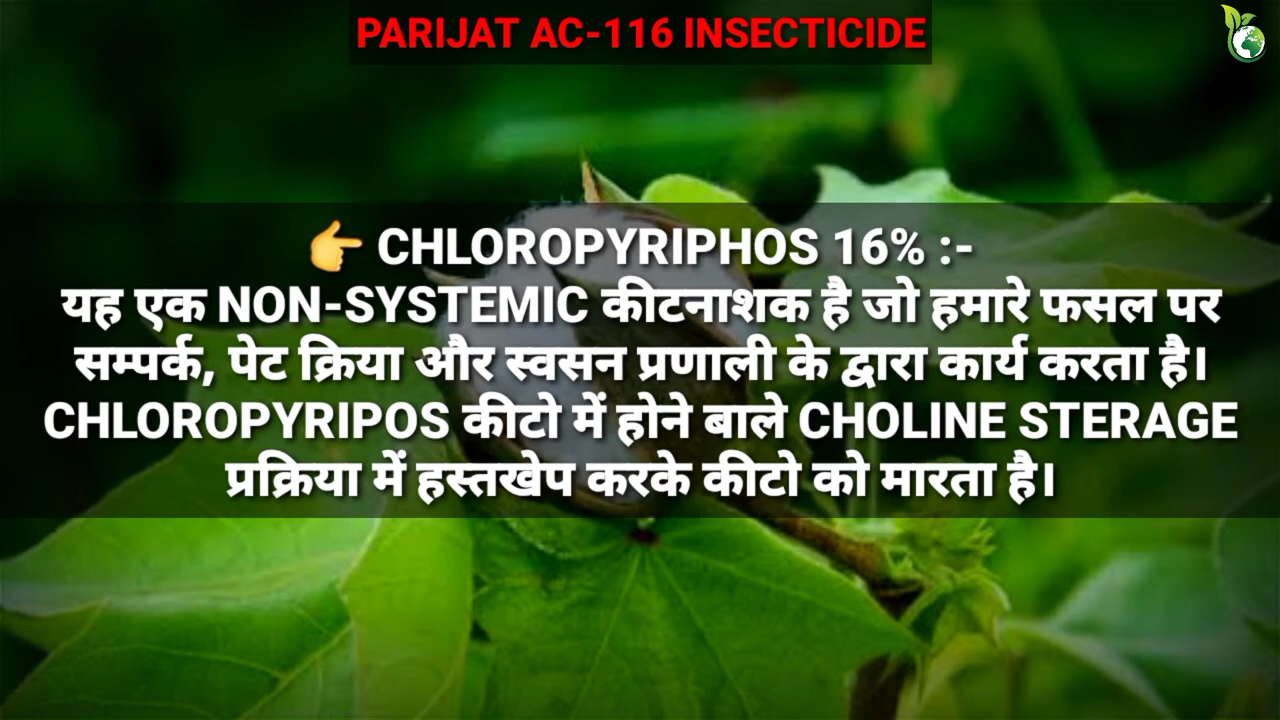 PARIJAT AC-116 INSECTICIDE
👉 CHLOROPYRIPHOS 16% :-
यह एक NON-SYSTEMIC कीटनाशक है जो हमारे फसल पर
सम्पर्क, पेट क्रिया और स्वसन प्रणाली के द्वारा कार्य करता है।
CHLOROPYRIPOS कीटो में होने बाले CHOLINE STERAGE
प्रक्रिया में हस्तखेप करके कीटो को मारता है।